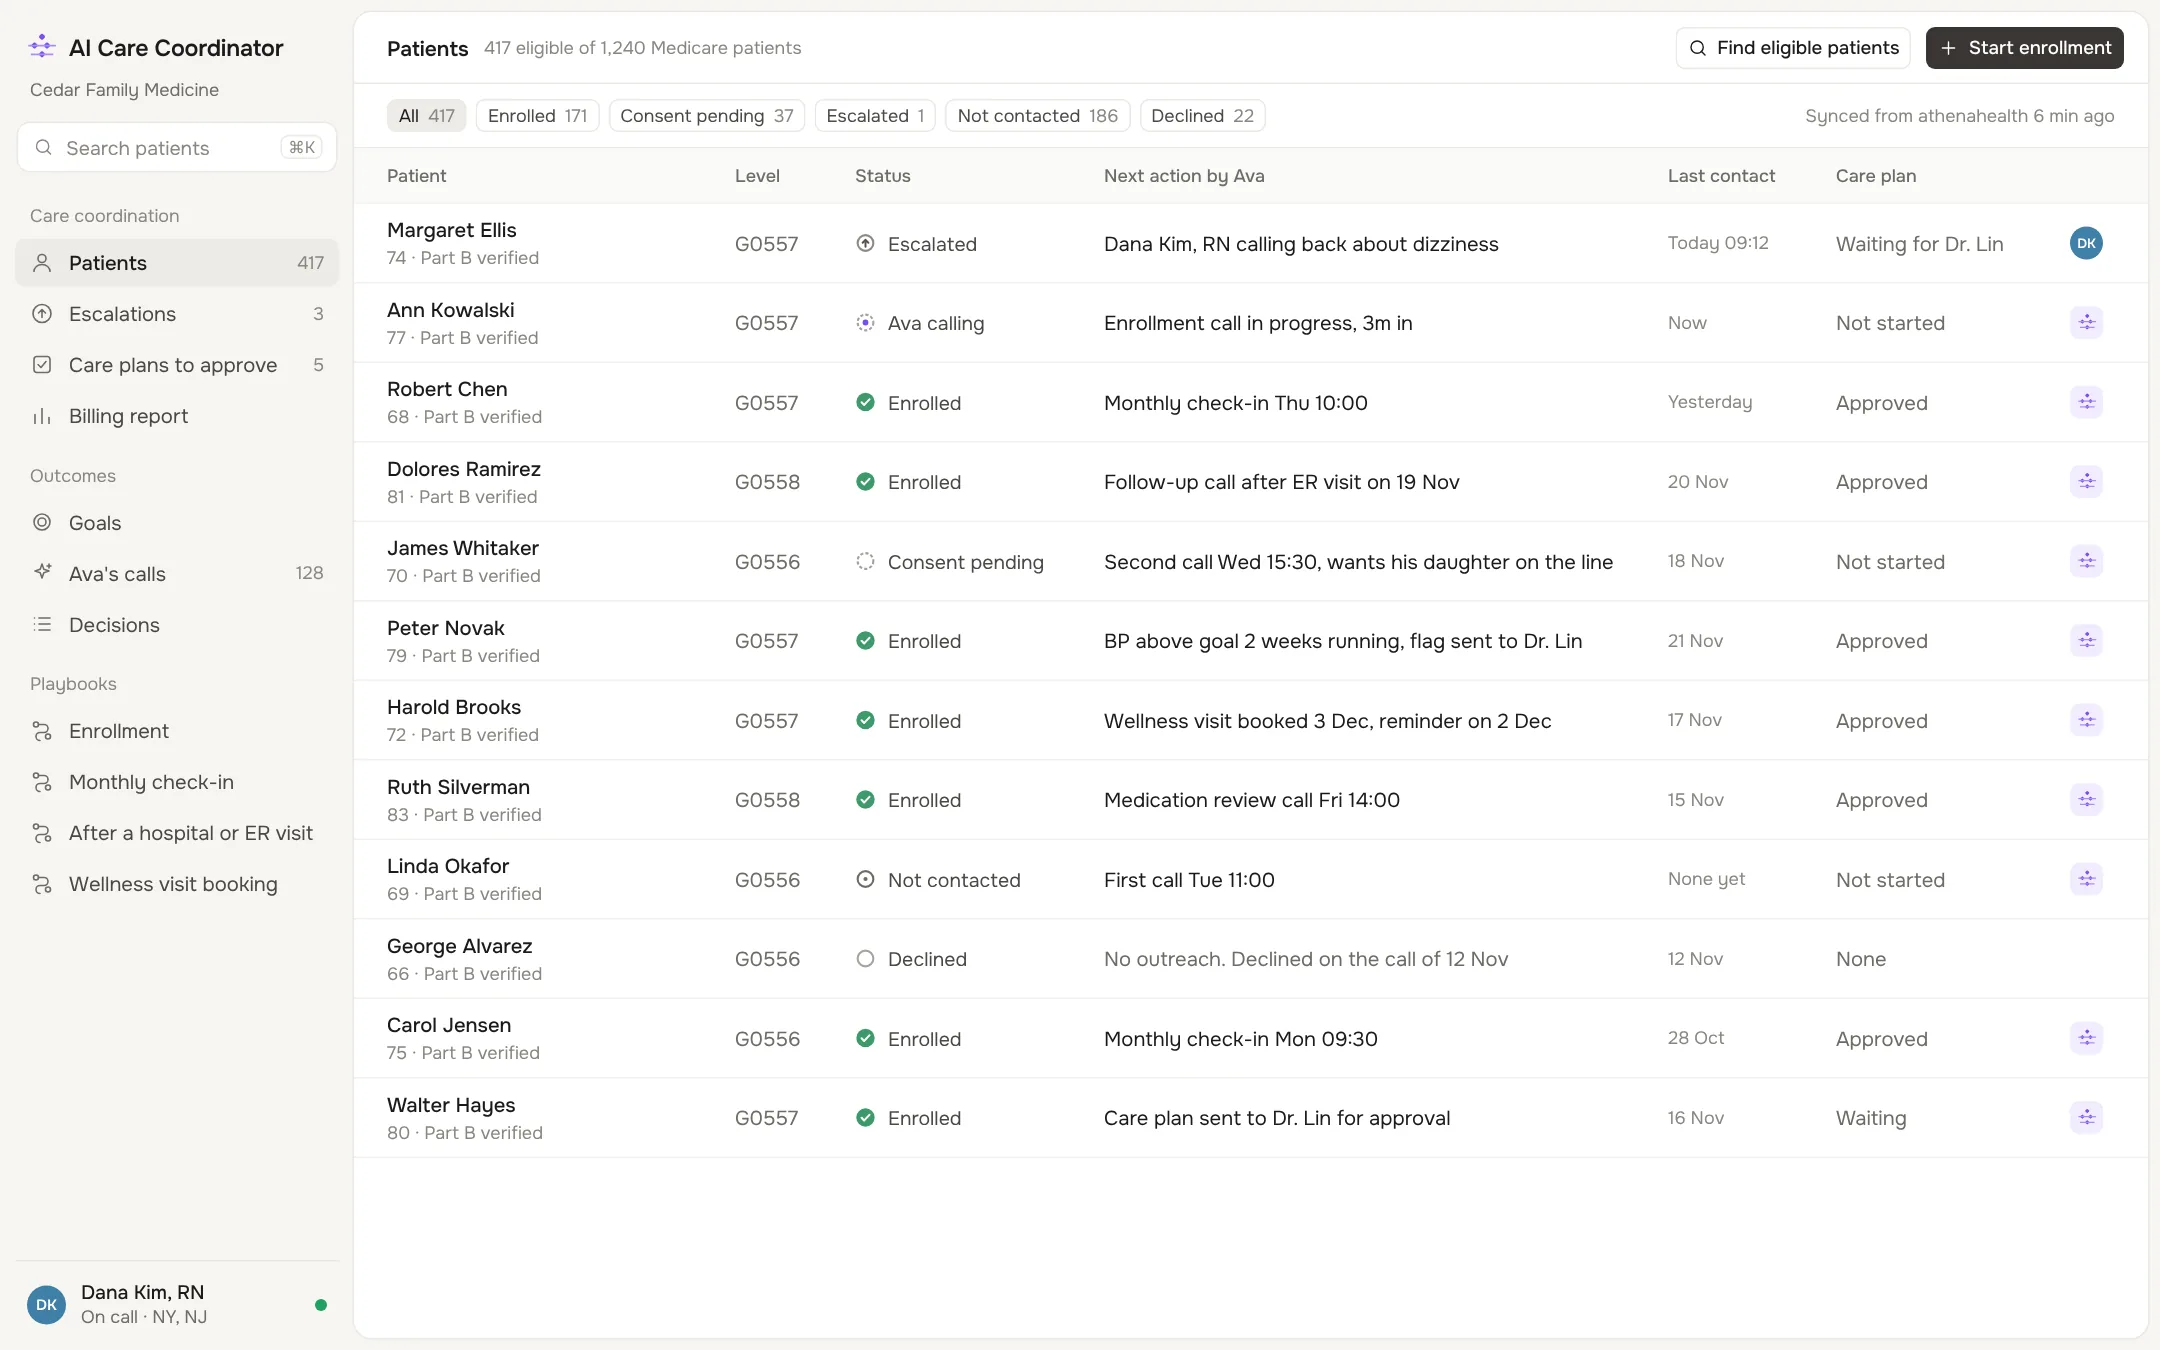 AI Care Coordinator
Cedar Family Medicine
Search patients ⌘K
Care coordination
Patients 417
Escalations 3
Care plans to approve 5
Billing report
Outcomes
Goals
Ava's calls 128
Decisions
Playbooks
Enrollment
Monthly check-in
After a hospital or ER visit
Wellness visit booking
DK
Dana Kim, RN
On call · NY, NJ
Patients 417 eligible of 1,240 Medicare patients
Find eligible patients
+ Start enrollment
All 417 Enrolled 171 Consent pending 37 Escalated 1 Not contacted 186 Declined 22
Synced from athenahealth 6 min ago
Patient Level Status Next action by Ava Last contact Care plan
Margaret Ellis
74 · Part B verified
G0557 Escalated Dana Kim, RN calling back about dizziness Today 09:12 Waiting for Dr. Lin DK
Ann Kowalski
77 · Part B verified
G0557 Ava calling Enrollment call in progress, 3m in Now Not started
Robert Chen
68 · Part B verified
G0557 Enrolled Monthly check-in Thu 10:00 Yesterday Approved
Dolores Ramirez
81 · Part B verified
G0558 Enrolled Follow-up call after ER visit on 19 Nov 20 Nov Approved
James Whitaker
70 · Part B verified
G0556 Consent pending Second call Wed 15:30, wants his daughter on the line 18 Nov Not started
Peter Novak
79 · Part B verified
G0557 Enrolled BP above goal 2 weeks running, flag sent to Dr. Lin 21 Nov Approved
Harold Brooks
72 · Part B verified
G0557 Enrolled Wellness visit booked 3 Dec, reminder on 2 Dec 17 Nov Approved
Ruth Silverman
83 · Part B verified
G0558 Enrolled Medication review call Fri 14:00 15 Nov Approved
Linda Okafor
69 · Part B verified
G0556 Not contacted First call Tue 11:00 None yet Not started
George Alvarez
66 · Part B verified
G0556 Declined No outreach. Declined on the call of 12 Nov 12 Nov None
Carol Jensen
75 · Part B verified
G0556 Enrolled Monthly check-in Mon 09:30 28 Oct Approved
Walter Hayes
80 · Part B verified
G0557 Enrolled Care plan sent to Dr. Lin for approval 16 Nov Waiting